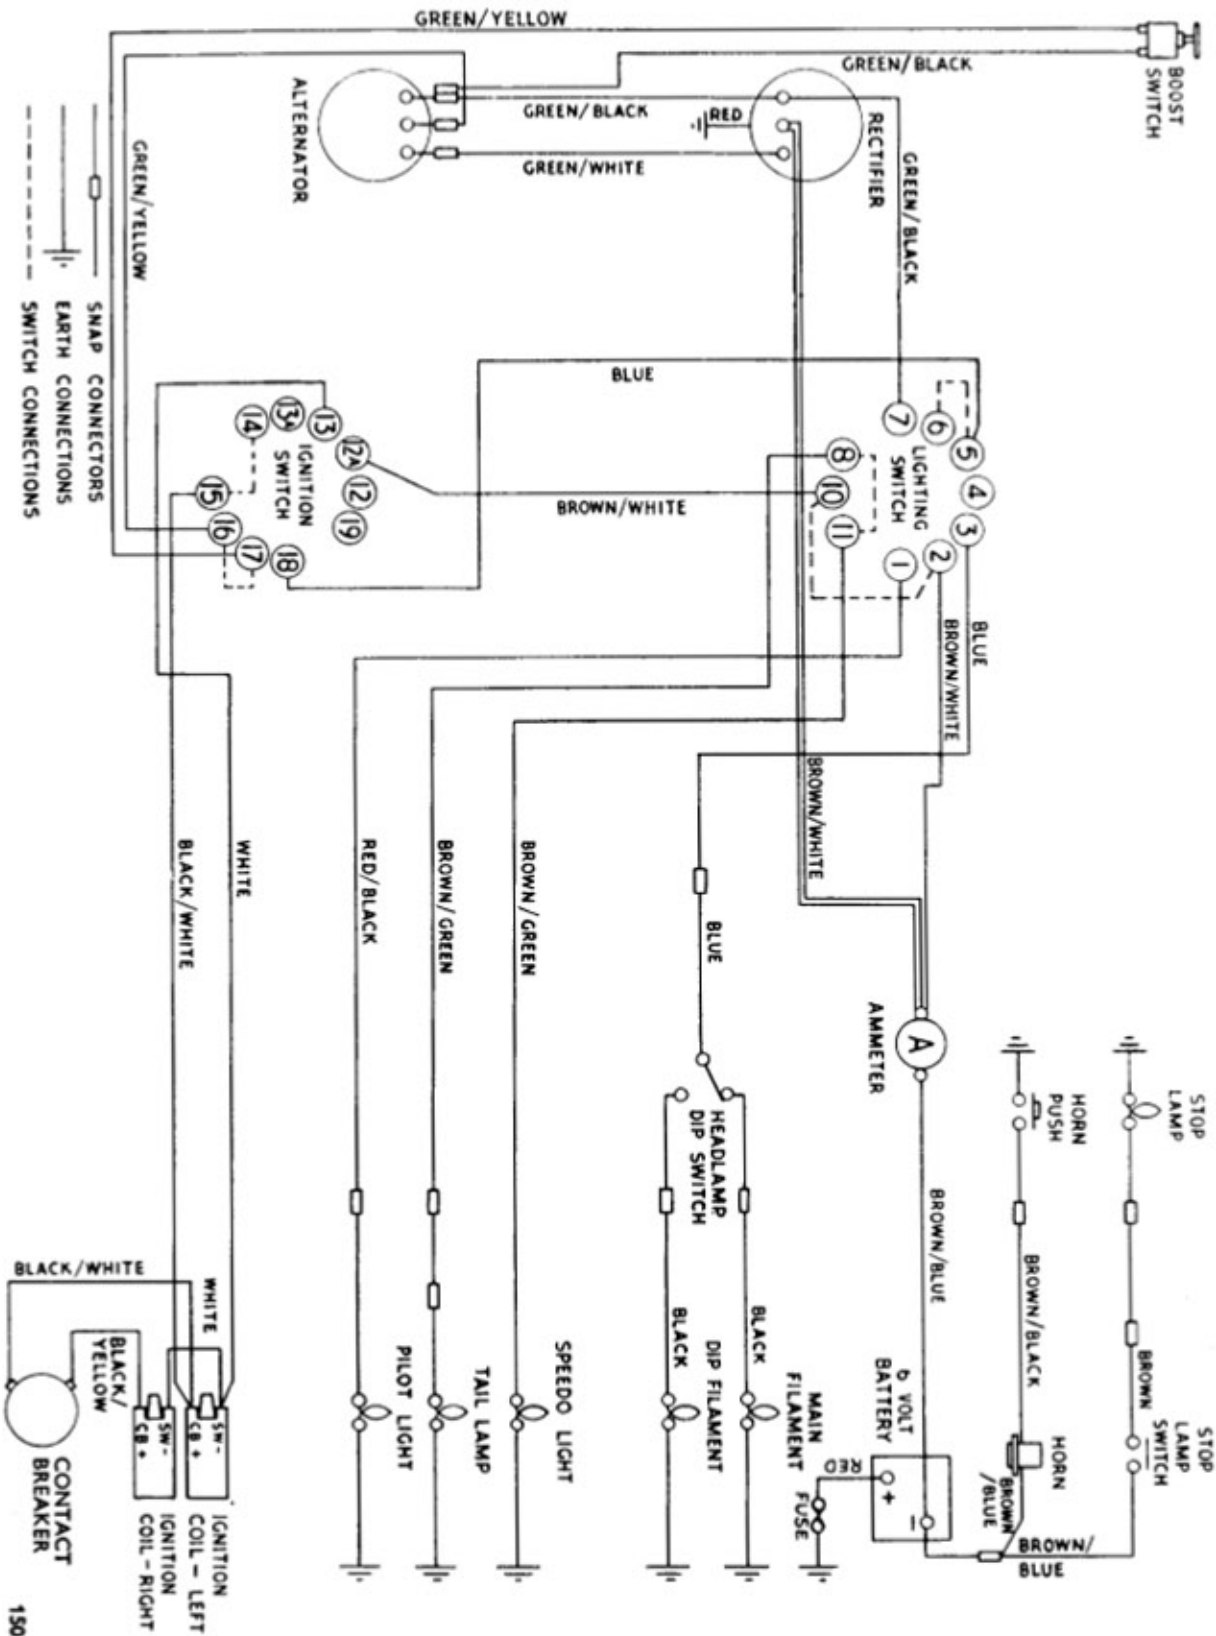 GREEN/YELLOW
GREEN/BLACK
BOOST
SWITCH
ALTERNATOR
GREEN/BLACK
RED
GREEN/WHITE
RECTIFIER
GREEN/BLACK
GREEN/YELLOW
SNAP CONNECTORS
EARTH CONNECTIONS
SWITCH CONNECTIONS
BLUE
14
13A
13
12A
12
19
18
17
16
15
IGNITION
SWITCH
BROWN/WHITE
7
6
5
4
3
2
1
11
10
8
LIGHTING
SWITCH
BLUE
BROWN/WHITE
BROWN/WHITE
WHITE
BLACK/WHITE
RED/BLACK
BROWN/GREEN
BROWN/GREEN
BLUE
AMMETER
A
HORN
PUSH
STOP
LAMP
HEADLAMP
DIP SWITCH
BROWN/BLUE
BROWN/BLACK
BROWN
BLACK/WHITE
WHITE
BLACK/
YELLOW
CONTACT
BREAKER
SW-
CB +
SW-
CB +
IGNITION
COIL - LEFT
IGNITION
COIL - RIGHT
PILOT LIGHT
TAIL LAMP
SPEEDO LIGHT
BLACK
DIP FILAMENT
BLACK
MAIN
FILAMENT
6 VOLT
BATTERY
RED
FUSE
+
-
HORN
BROWN
/BLUE
BROWN/
BLUE
STOP
LAMP
SWITCH
150